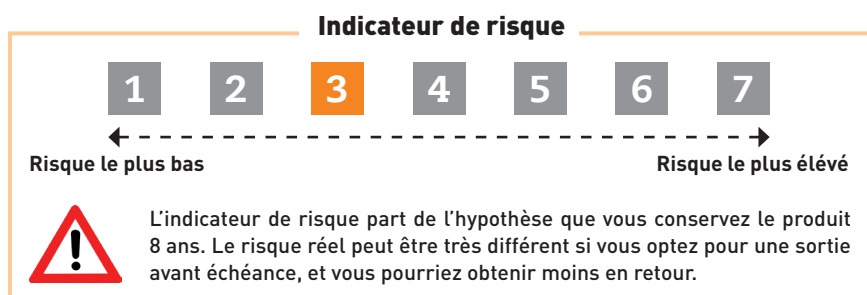 Indicateur de risque
1 2 3 4 5 6 7
Risque le plus bas Risque le plus élévé
L'indicateur de risque part de l'hypothèse que vous conservez le produit
8 ans. Le risque réel peut être très différent si vous optez pour une sortie
avant échéance, et vous pourriez obtenir moins en retour.